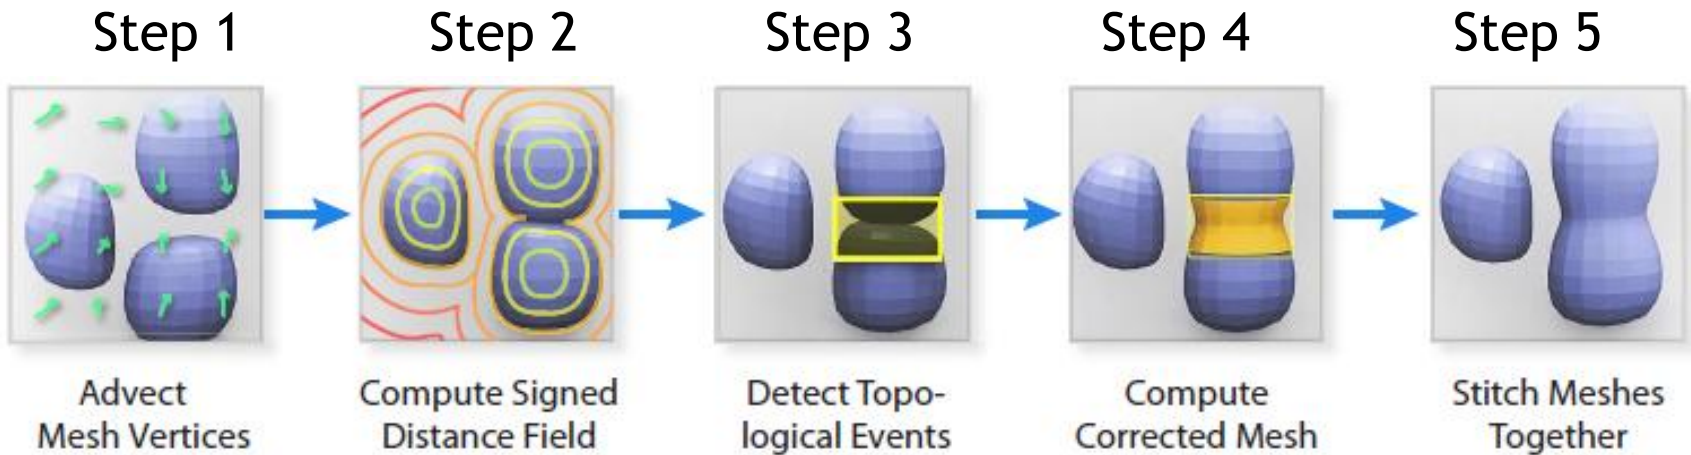 Step 1
Step 2
Step 3
Step 4
Step 5
Advect
Mesh Vertices
Compute Signed
Distance Field
Detect Topo-
logical Events
Compute
Corrected Mesh
Stitch Meshes
Together